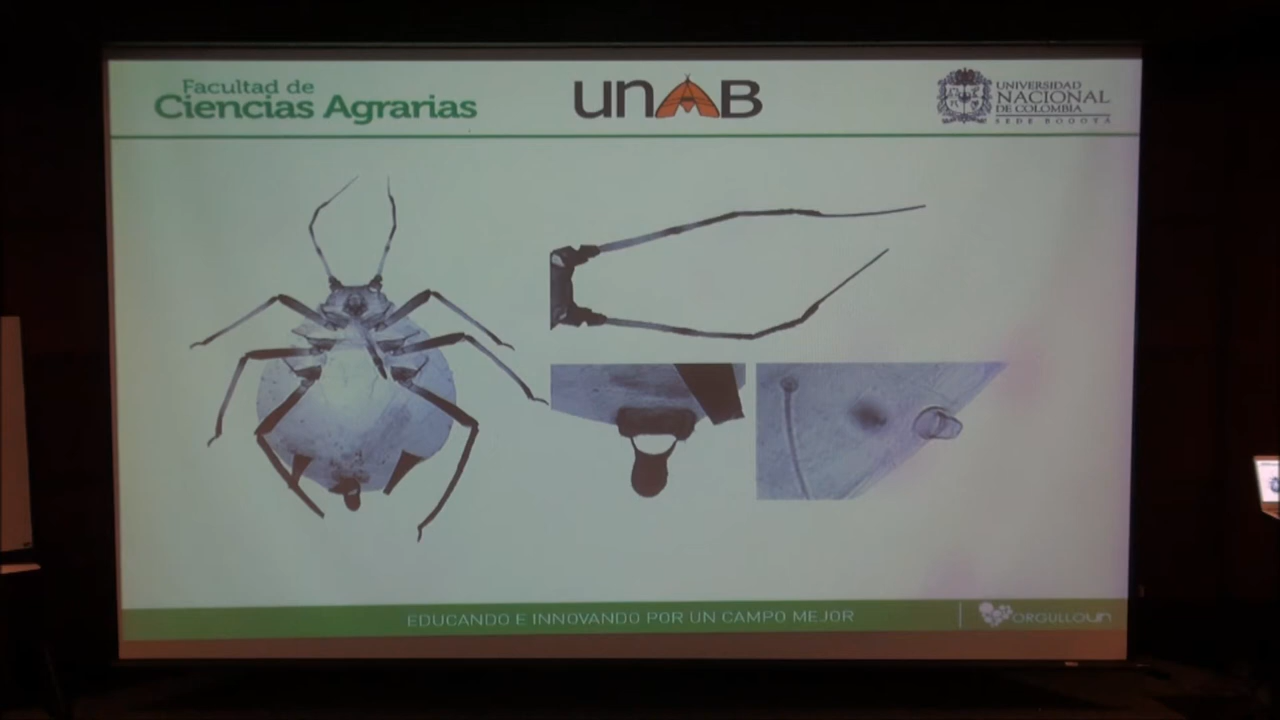 Facultad de
Ciencias Agrarias
UNAB
UNIVERSIDAD
NACIONAL
DE COLOMBIA
SEDE BOGOTÁ
EDUCANDO E INNOVANDO POR UN CAMPO MEJOR
ORGULLOUN